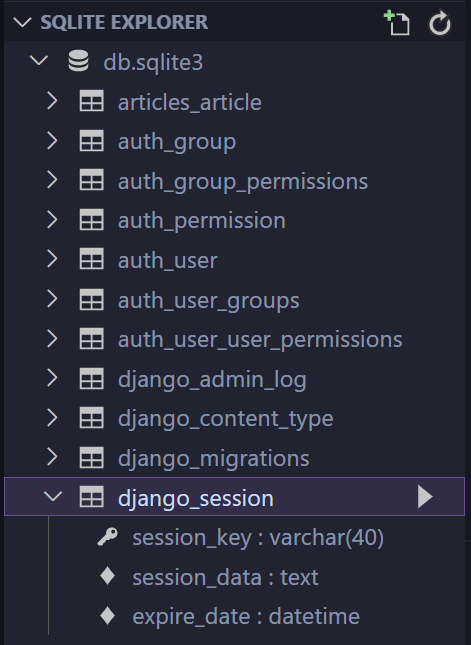 SQLITE EXPLORER
db.sqlite3
articles_article
auth_group
auth_group_permissions
auth_permission
auth_user
auth_user_groups
auth_user_user_permissions
django_admin_log
django_content_type
django_migrations
django_session
session_key : varchar(40)
session_data : text
expire_date : datetime